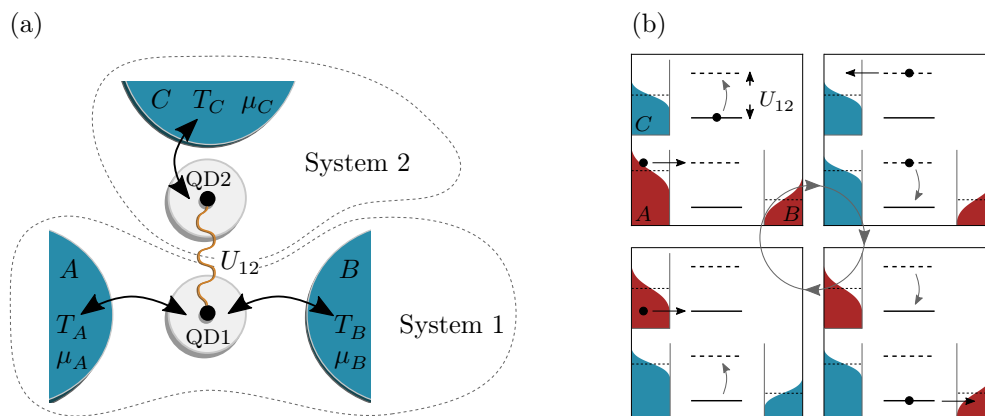 (a)
C T_C μ_C
QD2
System 2
U_12
A
B
T_A
μ_A
QD1
T_B
μ_B
System 1
(b)
U_12
C
A
B